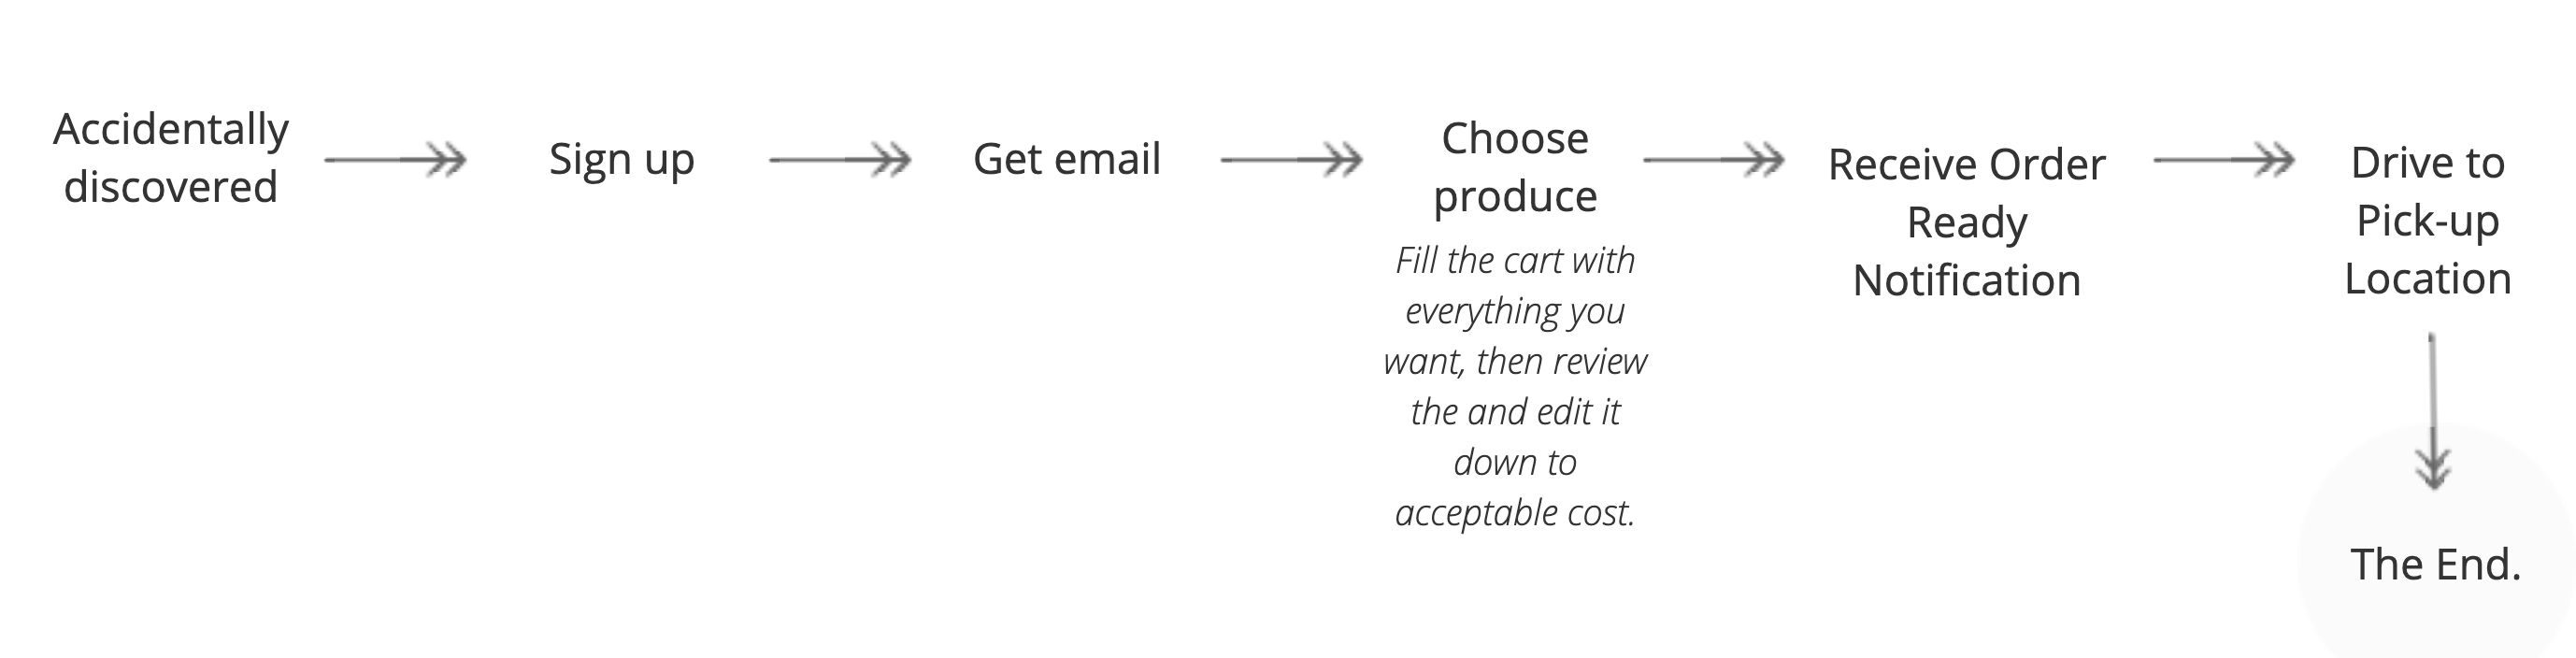 Accidentally
discovered
Sign up
Get email
Choose
produce
Fill the cart with
everything you
want, then review
the and edit it
down to
acceptable cost.
Receive Order
Ready
Notification
Drive to
Pick-up
Location
The End.